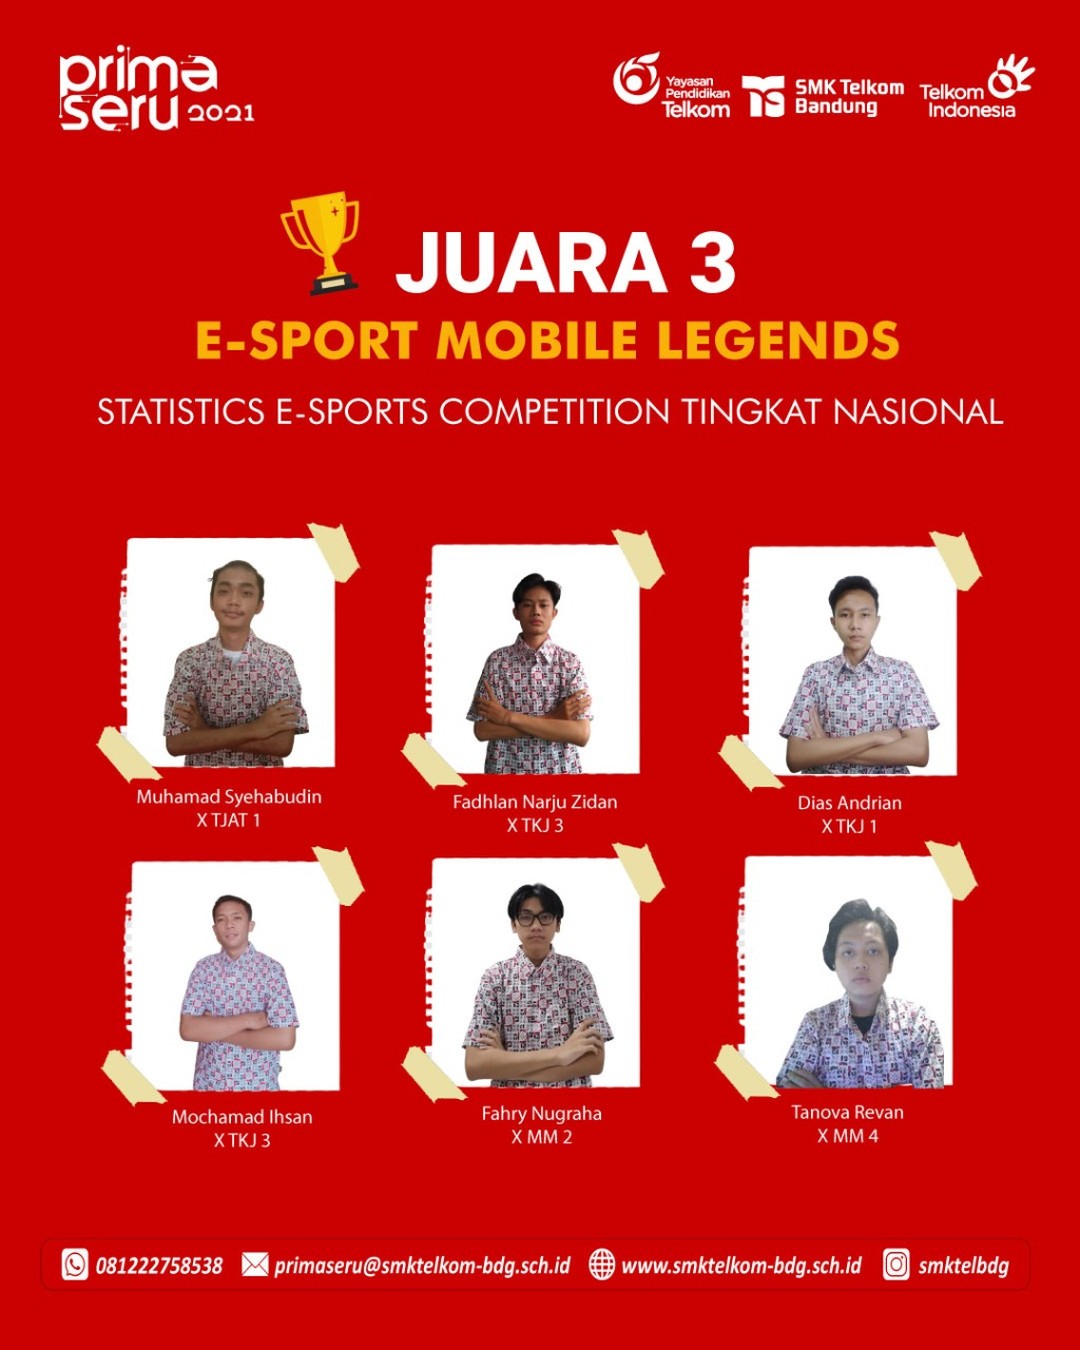 prima
seru 2021
Yayasan
Pendidikan
Telkom
SMK Telkom
Bandung
Telkom
Indonesia
JUARA 3
E-SPORT MOBILE LEGENDS
STATISTICS E-SPORTS COMPETITION TINGKAT NASIONAL
Muhamad Syehabudin
X TJAT 1
Fadhlan Narju Zidan
X TKJ 3
Dias Andrian
X TKJ 1
Mochamad Ihsan
X TKJ 3
Fahry Nugraha
X MM 2
Tanova Revan
X MM 4
081222758538 primaseru@smktelkom-bdg.sch.id www.smktelkom-bdg.sch.id smktelbdg